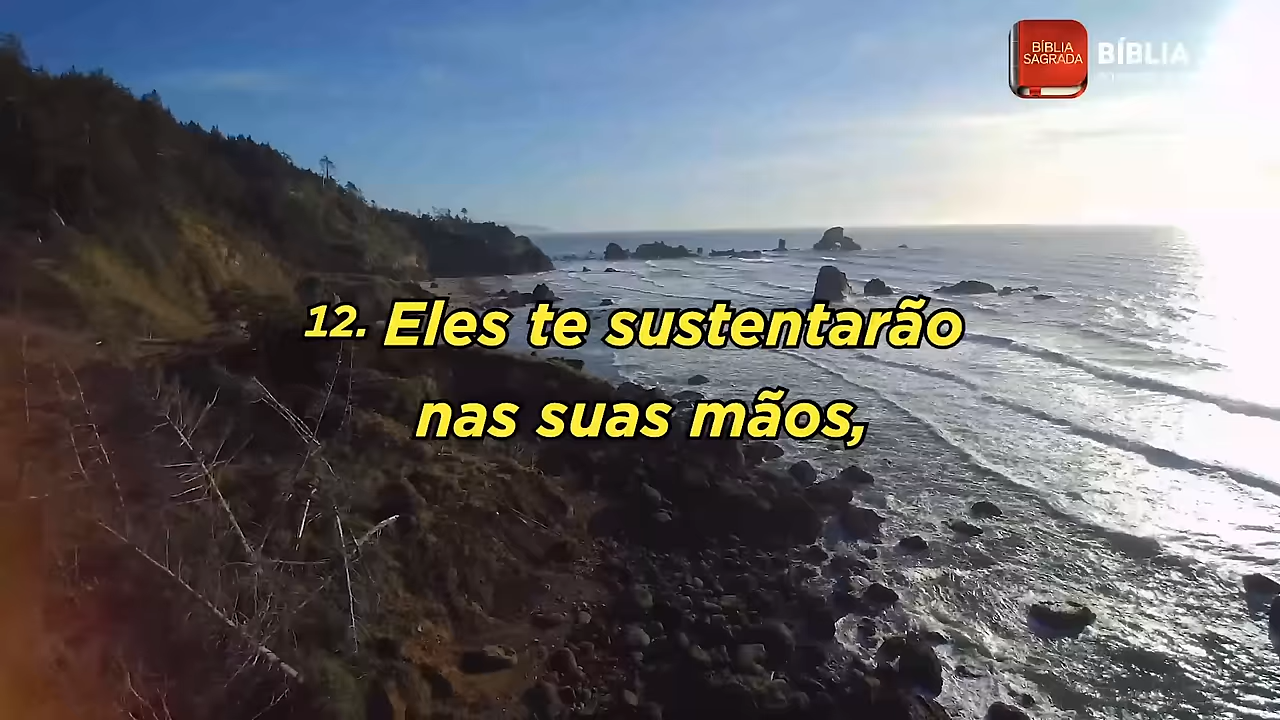 BÍBLIA
SAGRADA
BÍBLIA
12. Eles te sustentarão
nas suas mãos,